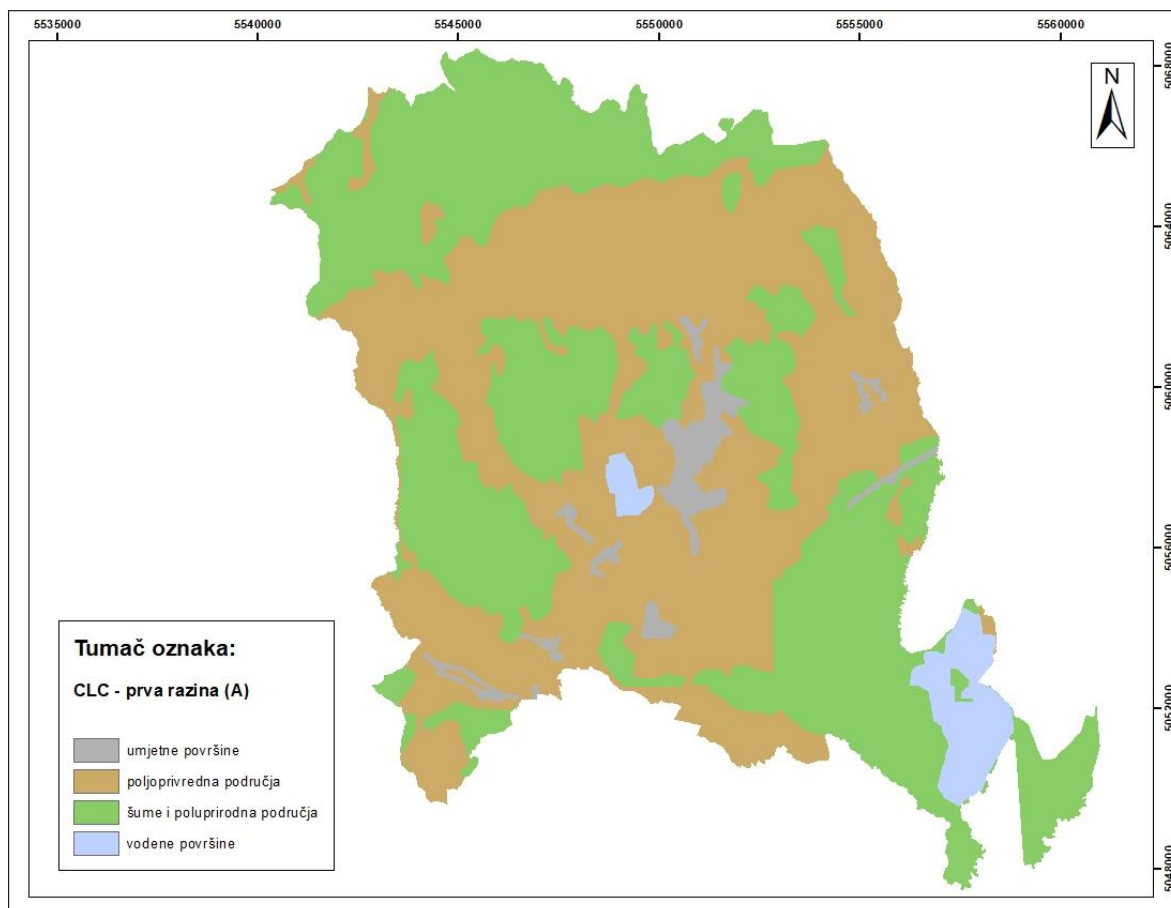 5535000 5540000 5545000 5550000 5555000 5560000
N
5068000
5064000
5060000
5056000
5052000
5048000
Tumač oznaka:
CLC - prva razina (A)
umjetne površine
poljoprivredna područja
šume i poluprirodna područja
vodene površine